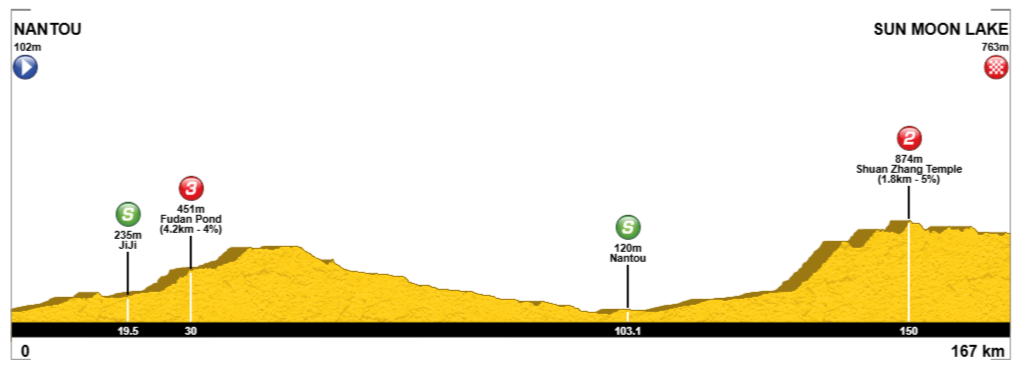 NANTOU
102m
SUN MOON LAKE
763m
2
874m
Shuan Zhang Temple
(1.8km - 5%)
3
451m
Fudan Pond
(4.2km - 4%)
S
235m
JiJi
S
120m
Nantou
19.5
30
103.1
150
0
167 km